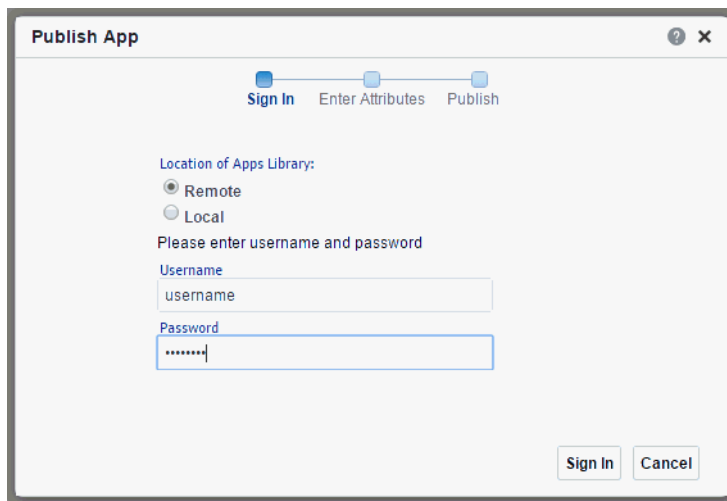 Publish App
Sign In Enter Attributes Publish
Location of Apps Library:
Remote
Local
Please enter username and password
Username
username
Password
••••••••
Sign In Cancel